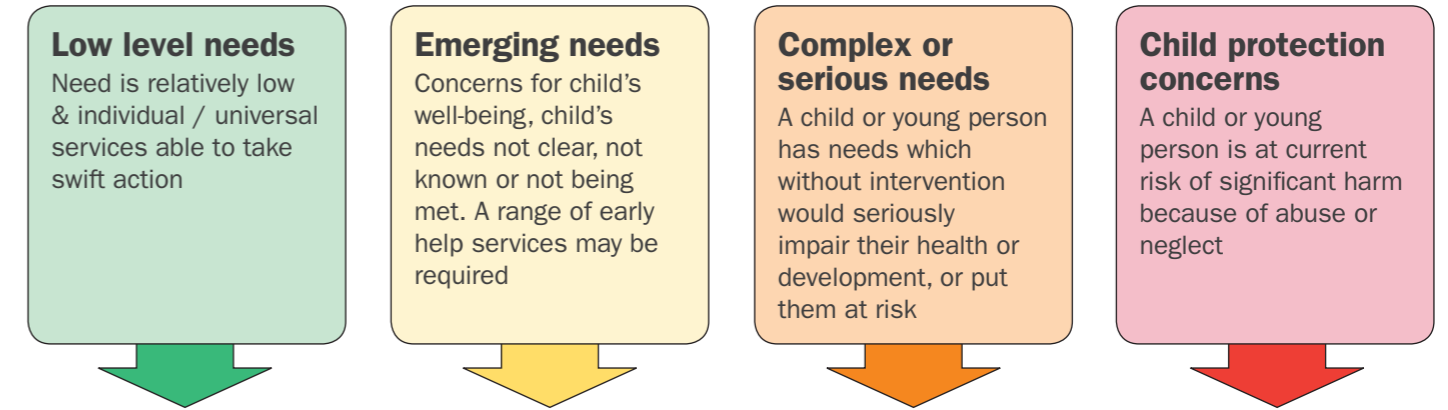 Low level needs
Need is relatively low
& individual / universal
services able to take
swift action
Emerging needs
Concerns for child’s
well-being, child’s
needs not clear, not
known or not being
met. A range of early
help services may be
required
Complex or
serious needs
A child or young person
has needs which
without intervention
would seriously
impair their health or
development, or put
them at risk
Child protection
concerns
A child or young
person is at current
risk of significant harm
because of abuse or
neglect